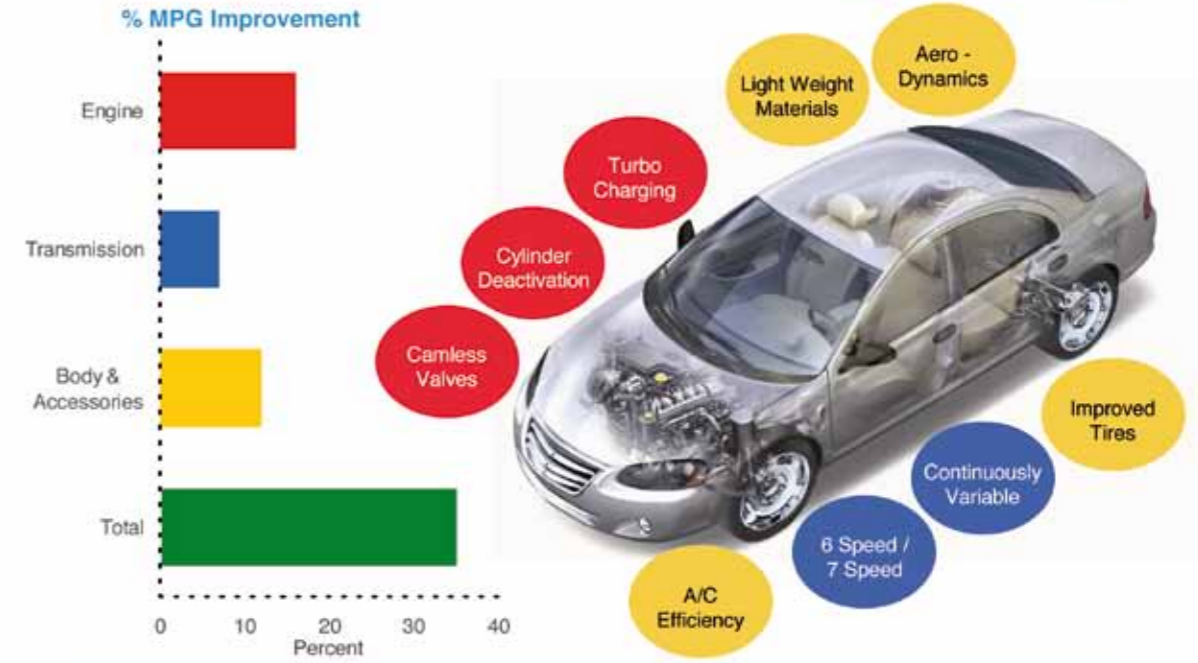 % MPG Improvement
Engine
Transmission
Body &
Accessories
Total
0
10
20
30
40
Percent
Aero -
Dynamics
Light Weight
Materials
Turbo
Charging
Cylinder
Deactivation
Camless
Valves
Improved
Tires
Continuously
Variable
6 Speed /
7 Speed
A/C
Efficiency